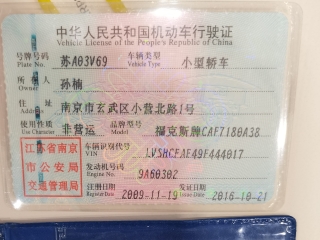 中华人民共和国机动车行驶证
Vehicle License of the People's Republic of China
号牌号码 苏A03V69 车辆类型 小型轿车
Plate No. Vehicle Type
所有人 孙楠
Owner
住址 南京市玄武区小营北路1号
Address
使用性质 非营运 品牌型号 福克斯牌CAF7180A38
Use Character Model
江苏省南京市公安局交通管理局
车辆识别代号 LVSHCFAE49F444017
VIN
发动机号码 9A60302
Engine No.
注册日期 2009-11-19 发证日期 2016-10-21
Register Date Issue Date